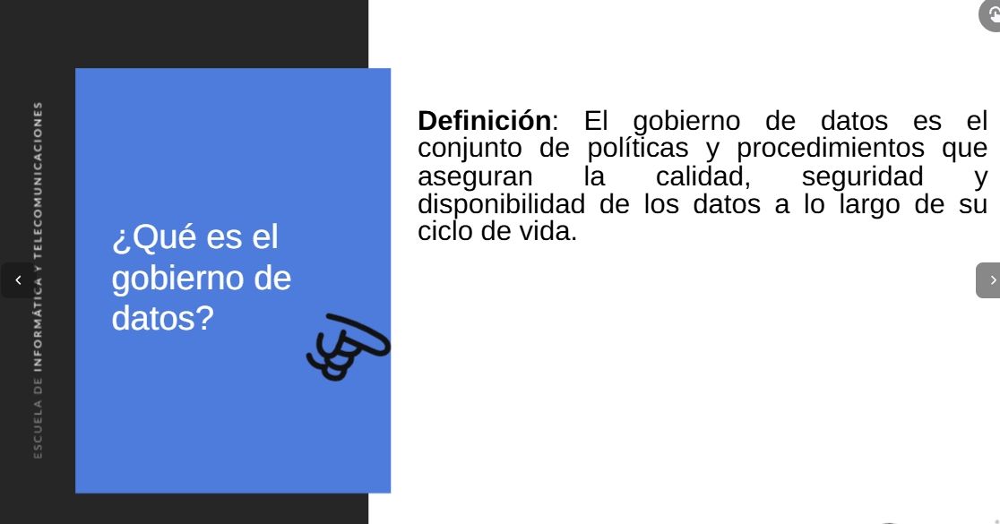 ESCUELA DE INFORMÁTICA Y TELECOMUNICACIONES
¿Qué es el
gobierno de
datos?
Definición: El gobierno de datos es el
conjunto de políticas y procedimientos que
aseguran la calidad, seguridad y
disponibilidad de los datos a lo largo de su
ciclo de vida.